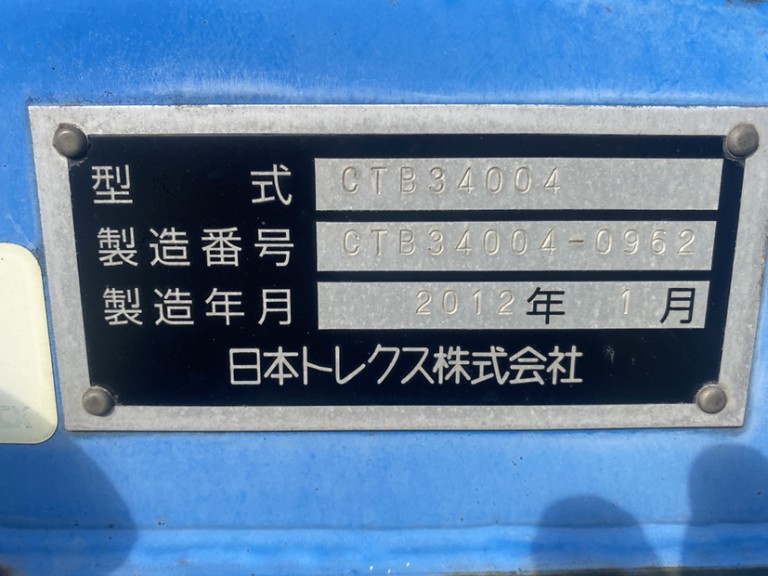 型式 CTB34004
製造番号 CTB34004-0962
製造年月 2012年 1月
日本トレクス株式会社